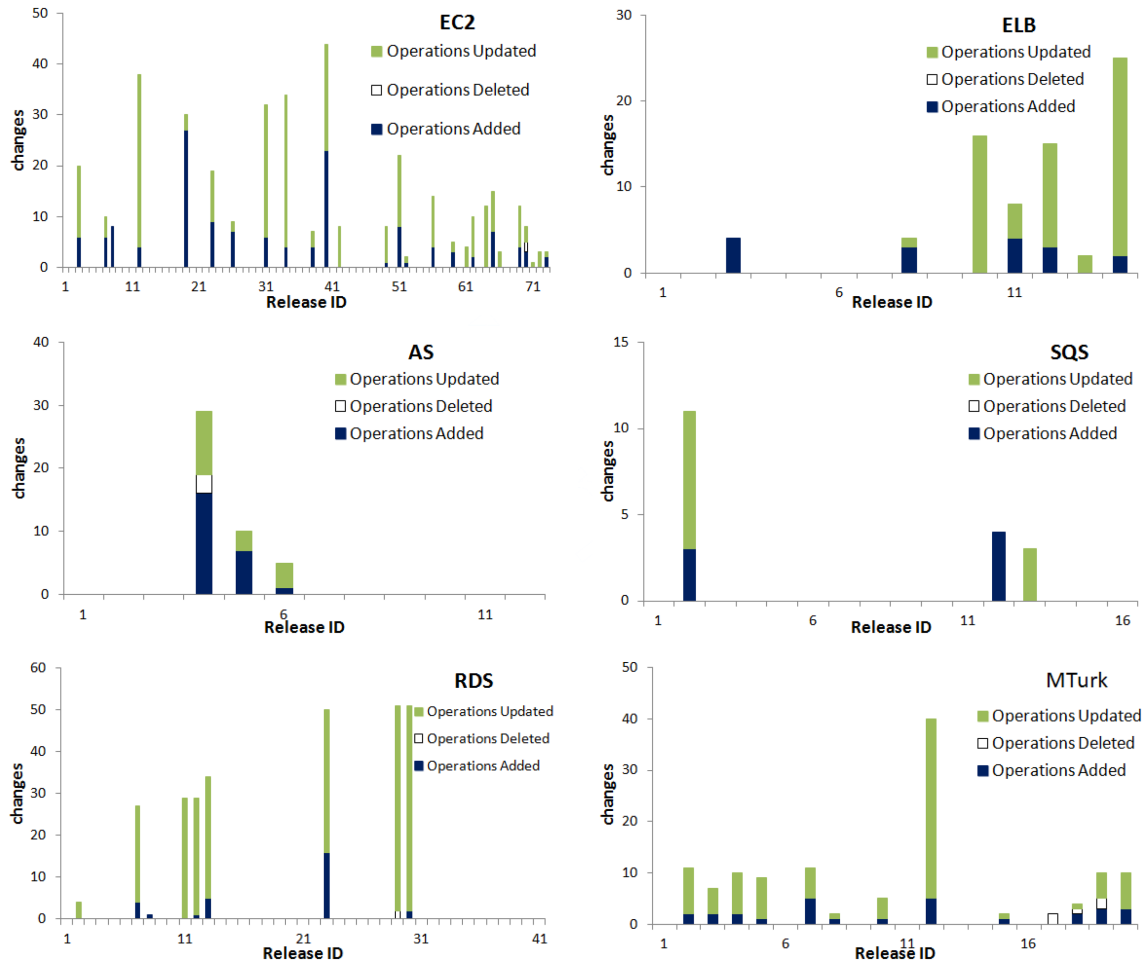 EC2
Operations Updated
Operations Deleted
Operations Added
changes
50
40
30
20
10
0
1 11 21 31 41 51 61 71
Release ID
ELB
Operations Updated
Operations Deleted
Operations Added
changes
30
20
10
0
1 6 11
Release ID
AS
Operations Updated
Operations Deleted
Operations Added
changes
40
30
20
10
0
1 6 11
Release ID
SQS
Operations Updated
Operations Deleted
Operations Added
changes
15
10
5
0
1 6 11 16
Release ID
RDS
Operations Updated
Operations Deleted
Operations Added
changes
60
50
40
30
20
10
0
1 11 21 31 41
Release ID
MTurk
Operations Updated
Operations Deleted
Operations Added
changes
50
40
30
20
10
0
1 6 11 16
Release ID